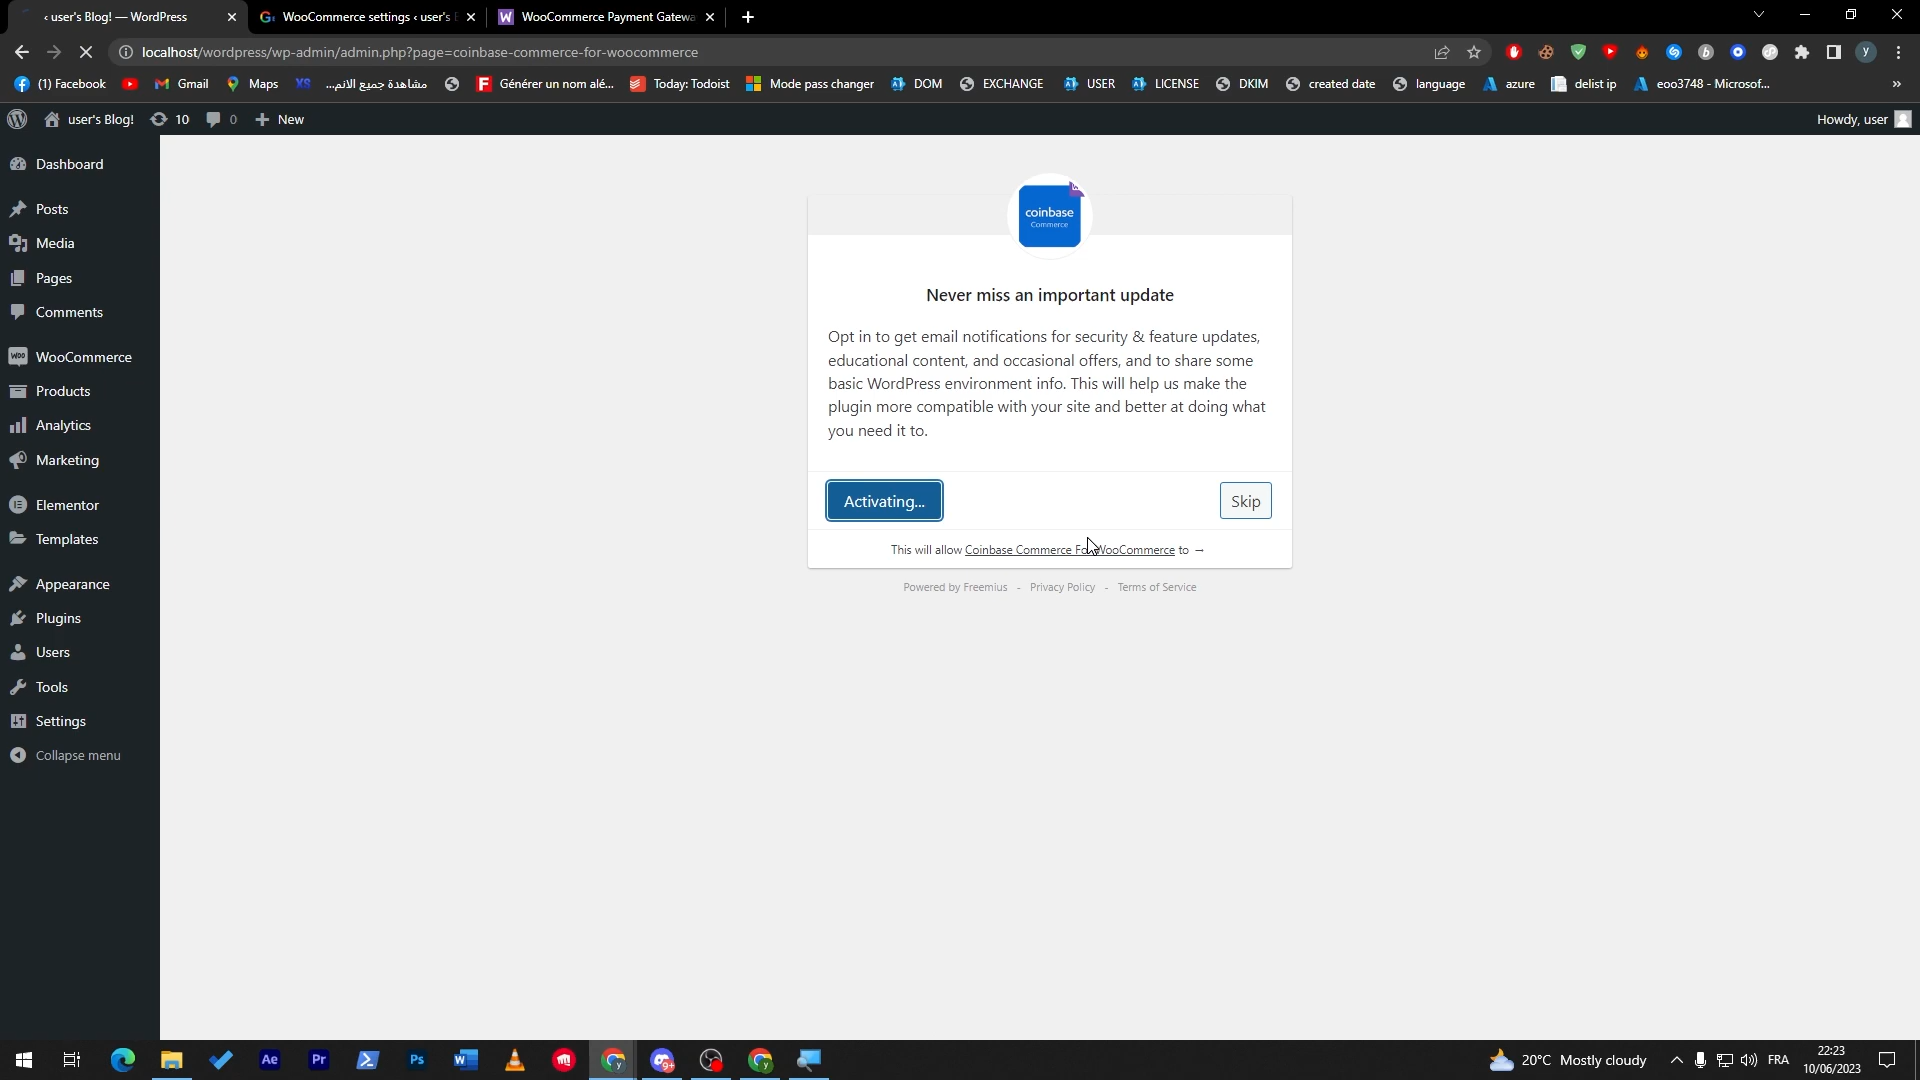 ‹ user's Blog! — WordPress
WooCommerce settings ‹ user's
WooCommerce Payment Gatewa
localhost/wordpress/wp-admin/admin.php?page=coinbase-commerce-for-woocommerce
(1) Facebook
Gmail
Maps
XS
مشاهدة جميع الانم...
Générer un nom alé...
Today: Todoist
Mode pass changer
DOM
EXCHANGE
USER
LICENSE
DKIM
created date
language
azure
delist ip
eoo3748 - Microsof...
»
user's Blog!
10
0
New
Howdy, user
Dashboard
Posts
Media
Pages
Comments
WooCommerce
Products
Analytics
Marketing
Elementor
Templates
Appearance
Plugins
Users
Tools
Settings
Collapse menu
coinbase
Commerce
Never miss an important update
Opt in to get email notifications for security & feature updates,
educational content, and occasional offers, and to share some
basic WordPress environment info. This will help us make the
plugin more compatible with your site and better at doing what
you need it to.
Activating...
Skip
This will allow Coinbase Commerce For WooCommerce to →
Powered by Freemius - Privacy Policy - Terms of Service
Ae
Pr
Ps
20°C Mostly cloudy
FRA
22:23
10/06/2023